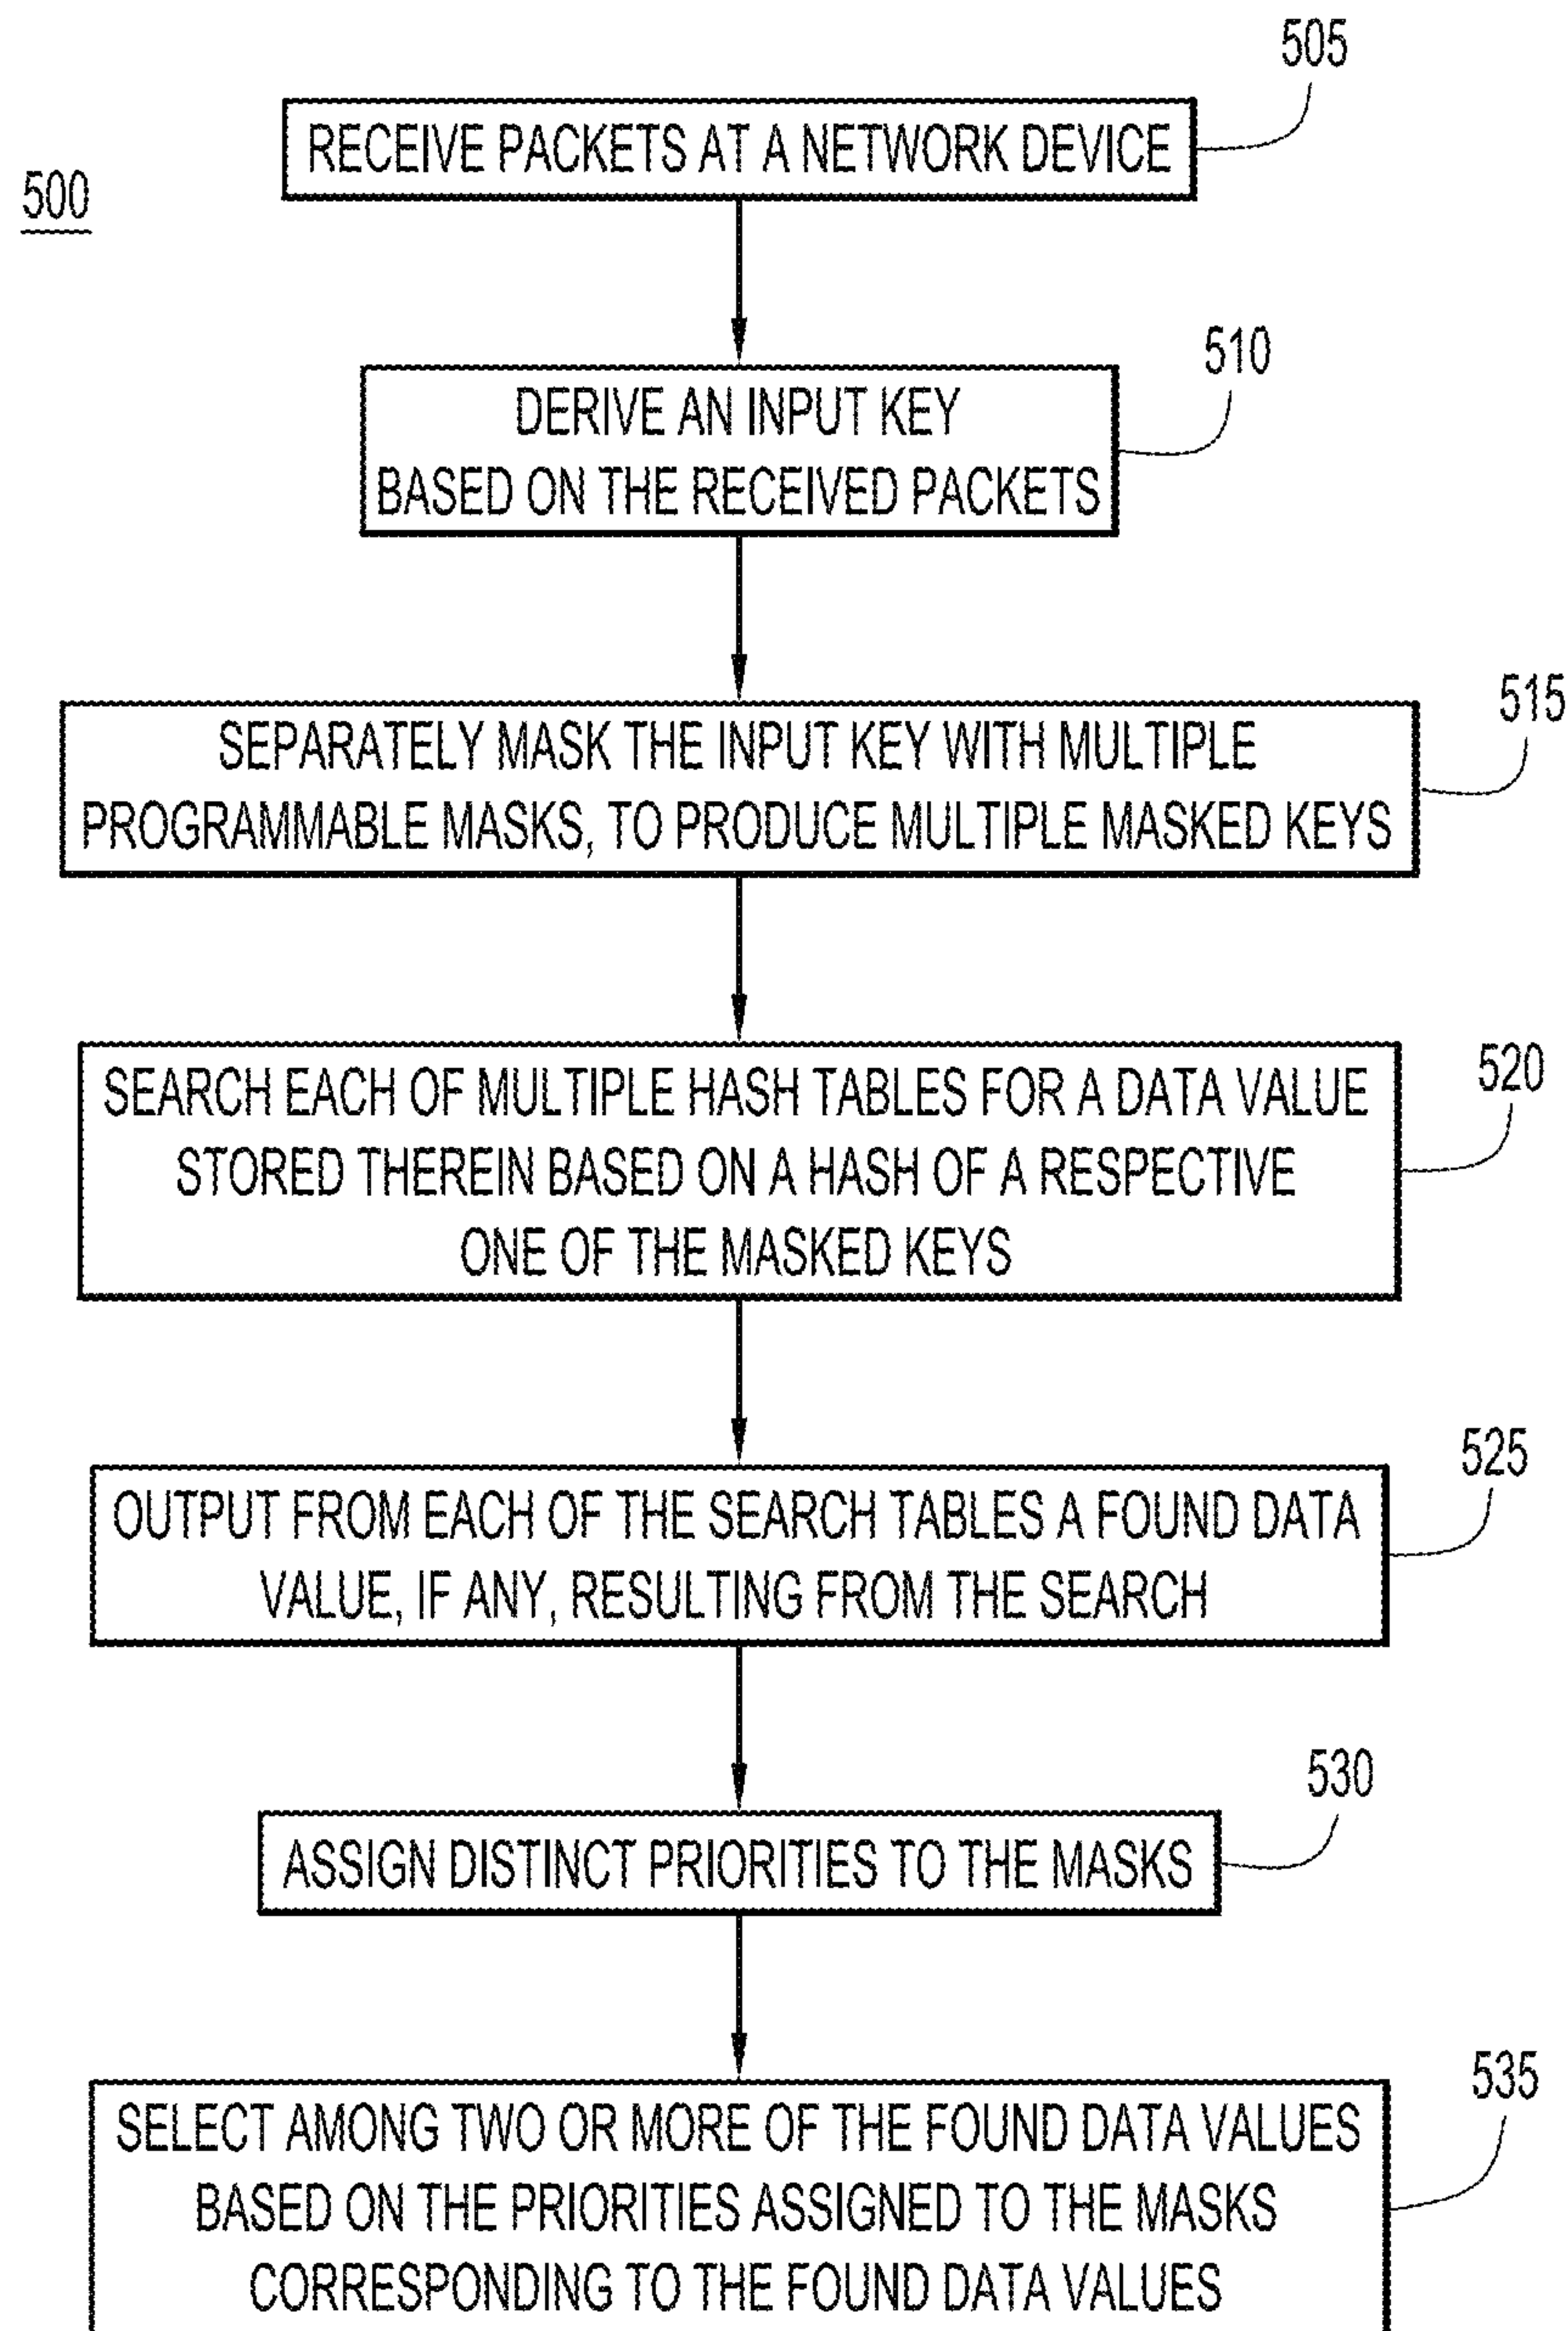 505
RECEIVE PACKETS AT A NETWORK DEVICE
500
510
DERIVE AN INPUT KEY
BASED ON THE RECEIVED PACKETS
515
SEPARATELY MASK THE INPUT KEY WITH MULTIPLE
PROGRAMMABLE MASKS, TO PRODUCE MULTIPLE MASKED KEYS
520
SEARCH EACH OF MULTIPLE HASH TABLES FOR A DATA VALUE
STORED THEREIN BASED ON A HASH OF A RESPECTIVE
ONE OF THE MASKED KEYS
525
OUTPUT FROM EACH OF THE SEARCH TABLES A FOUND DATA
VALUE, IF ANY, RESULTING FROM THE SEARCH
530
ASSIGN DISTINCT PRIORITIES TO THE MASKS
535
SELECT AMONG TWO OR MORE OF THE FOUND DATA VALUES
BASED ON THE PRIORITIES ASSIGNED TO THE MASKS
CORRESPONDING TO THE FOUND DATA VALUES